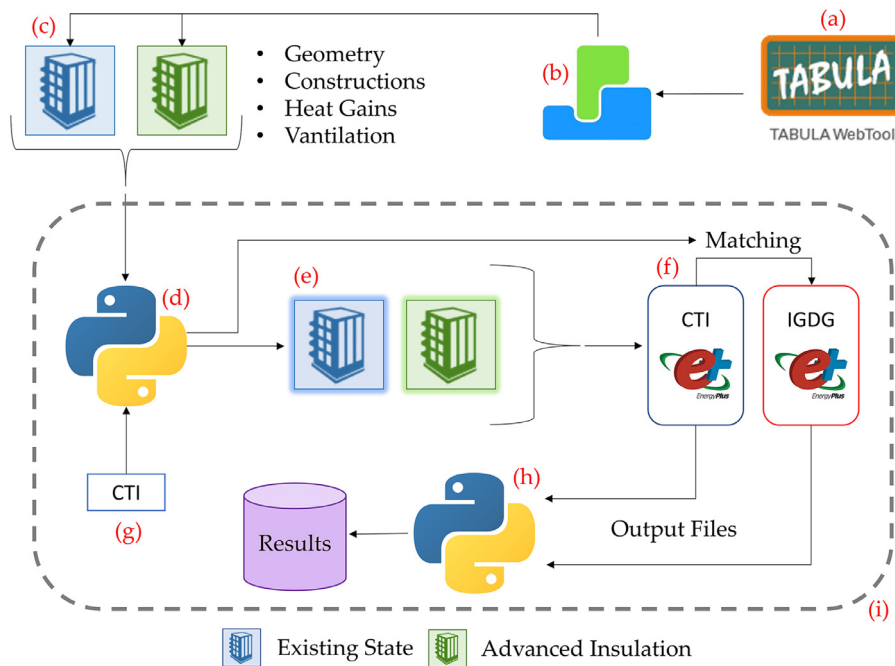 (c)
(a)
• Geometry
• Constructions
• Heat Gains
• Vantilation
(b)
TABULA
TABULA WebTool
Matching
(d)
(e)
(f)
CTI
IGDG
e+
EnergyPlus
e+
EnergyPlus
CTI
(g)
(h)
Results
Output Files
(i)
Existing State
Advanced Insulation